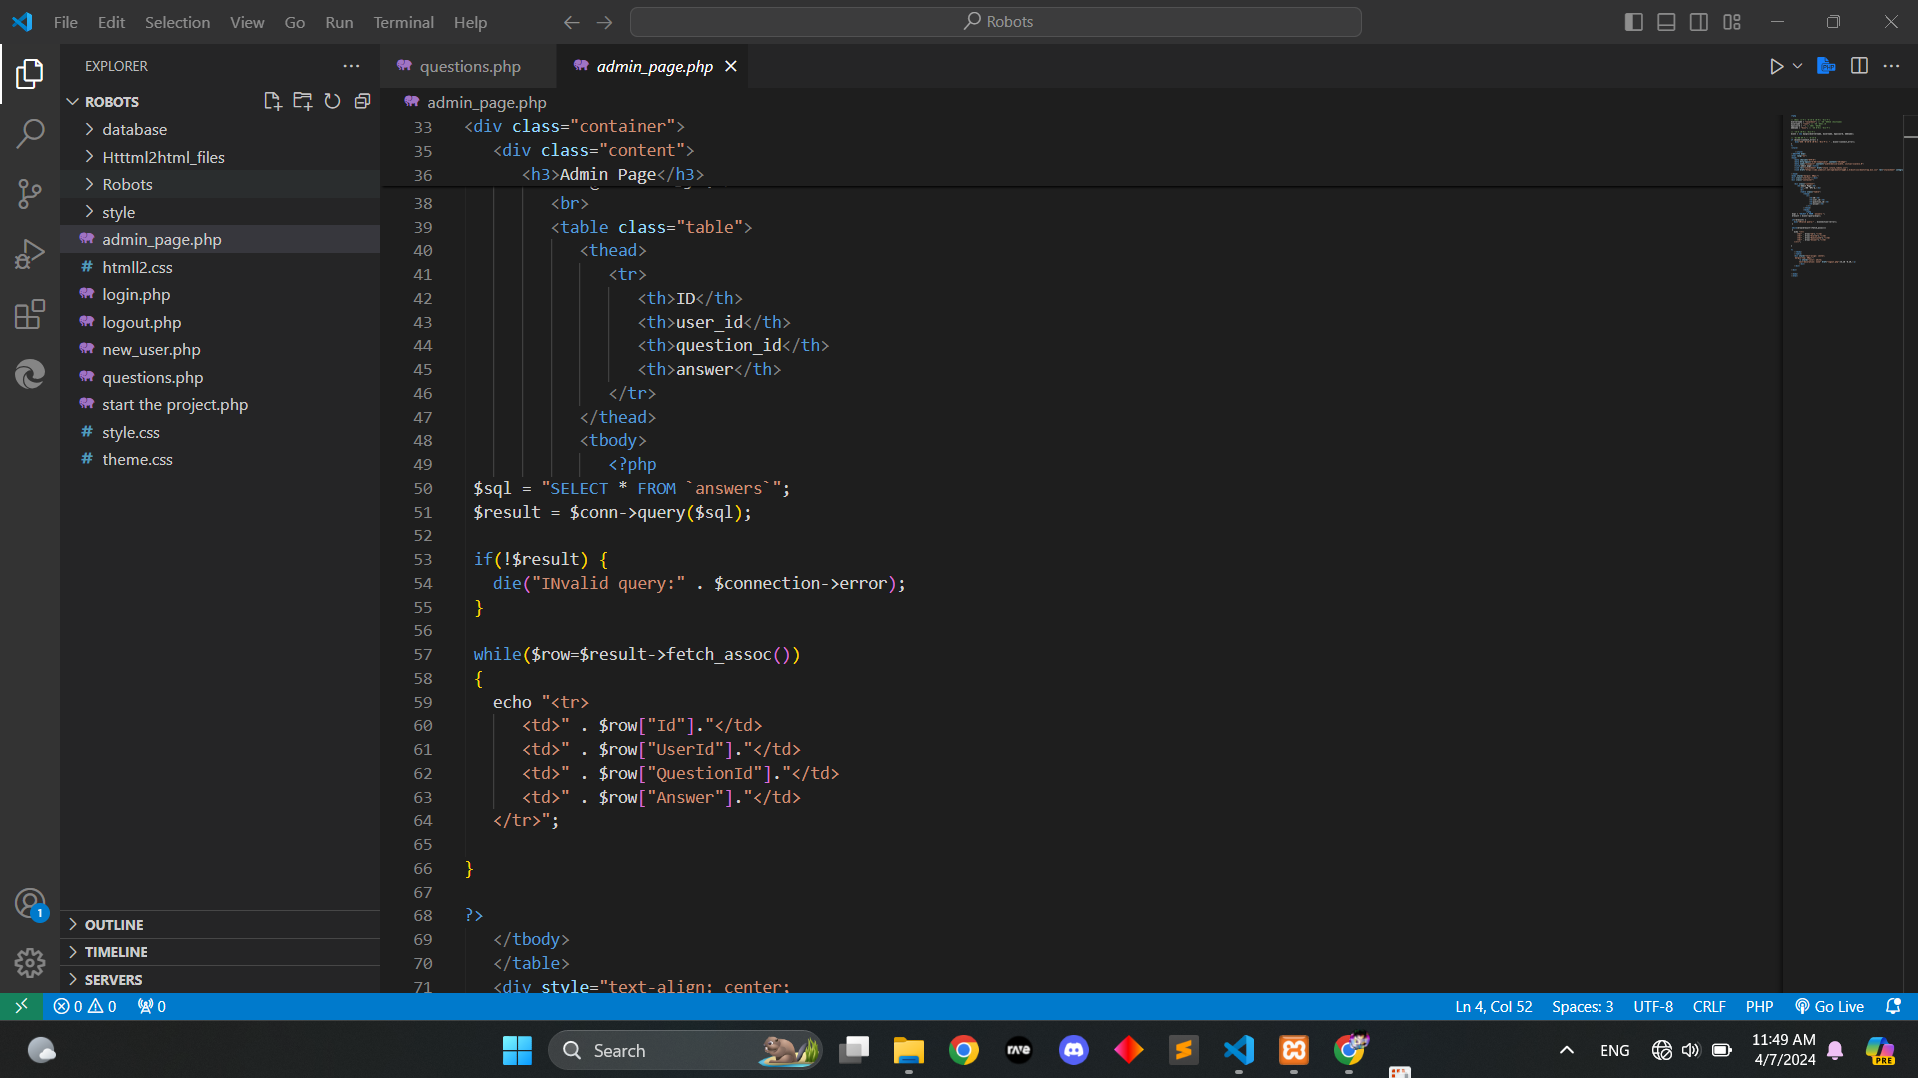 File Edit Selection View Go Run Terminal Help
Robots
EXPLORER
ROBOTS
database
Htttml2html_files
Robots
style
admin_page.php
htmll2.css
login.php
logout.php
new_user.php
questions.php
start the project.php
style.css
theme.css
OUTLINE
TIMELINE
SERVERS
questions.php
admin_page.php
admin_page.php
33 <div class="container">
35 <div class="content">
36 <h3>Admin Page</h3>
38 <br>
39 <table class="table">
40 <thead>
41 <tr>
42 <th>ID</th>
43 <th>user_id</th>
44 <th>question_id</th>
45 <th>answer</th>
46 </tr>
47 </thead>
48 <tbody>
49 <?php
50 $sql = "SELECT * FROM `answers`";
51 $result = $conn->query($sql);
52
53 if(!$result) {
54 die("INvalid query:" . $connection->error);
55 }
56
57 while($row=$result->fetch_assoc())
58 {
59 echo "<tr>
60 <td>" . $row["Id"]."</td>
61 <td>" . $row["UserId"]."</td>
62 <td>" . $row["QuestionId"]."</td>
63 <td>" . $row["Answer"]."</td>
64 </tr>";
65
66 }
67
68 ?>
69 </tbody>
70 </table>
71 <div style="text-align: center;
1
0 0 0
Ln 4, Col 52 Spaces: 3 UTF-8 CRLF PHP Go Live
Search
rave
ENG
11:49 AM
4/7/2024
PRE